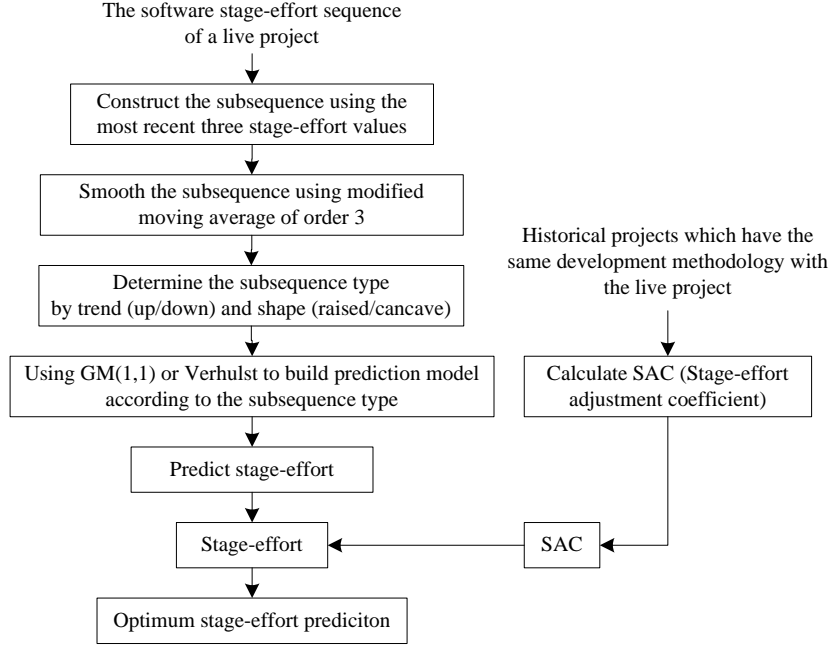 The software stage-effort sequence
of a live project
Construct the subsequence using the
most recent three stage-effort values
Smooth the subsequence using modified
moving average of order 3
Determine the subsequence type
by trend (up/down) and shape (raised/cancave)
Using GM(1,1) or Verhulst to build prediction model
according to the subsequence type
Predict stage-effort
Historical projects which have the
same development methodology with
the live project
Calculate SAC (Stage-effort
adjustment coefficient)
SAC
Stage-effort
Optimum stage-effort prediciton